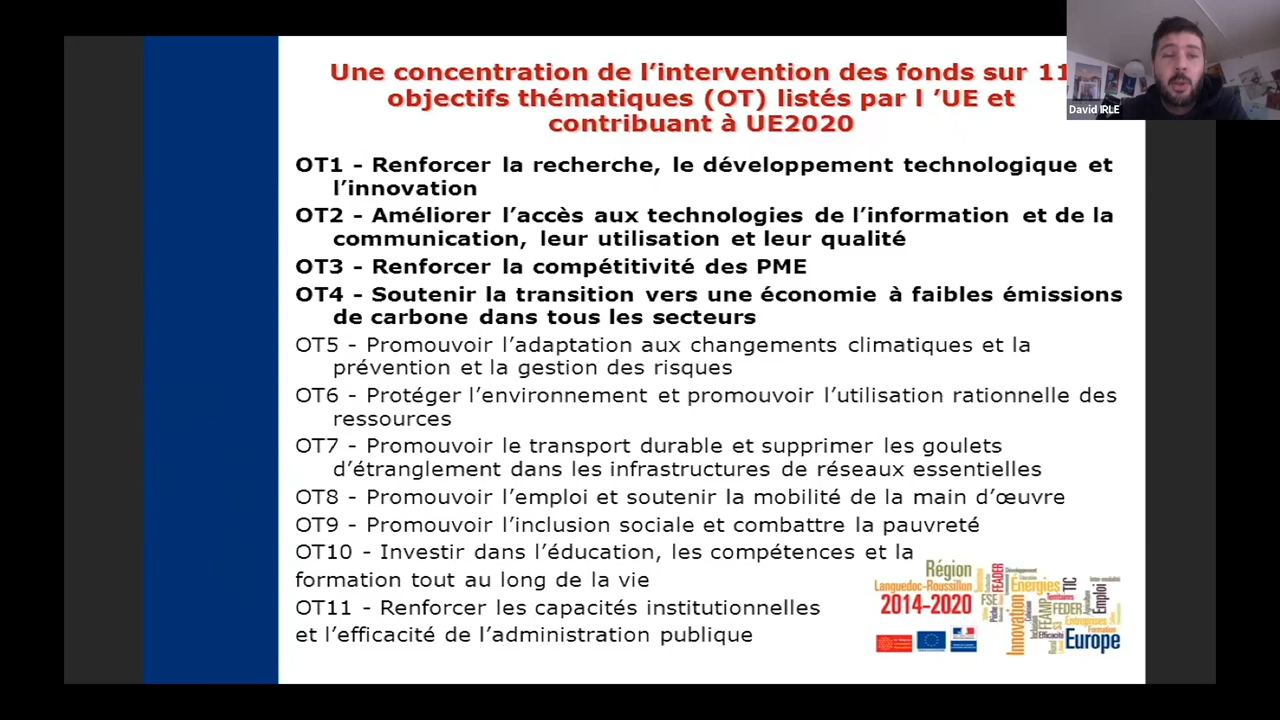 Une concentration de l’intervention des fonds sur 11
objectifs thématiques (OT) listés par l ’UE et
contribuant à UE2020
David IRLE
OT1 - Renforcer la recherche, le développement technologique et
l’innovation
OT2 - Améliorer l’accès aux technologies de l’information et de la
communication, leur utilisation et leur qualité
OT3 - Renforcer la compétitivité des PME
OT4 - Soutenir la transition vers une économie à faibles émissions
de carbone dans tous les secteurs
OT5 - Promouvoir l’adaptation aux changements climatiques et la
prévention et la gestion des risques
OT6 - Protéger l’environnement et promouvoir l’utilisation rationnelle des
ressources
OT7 - Promouvoir le transport durable et supprimer les goulets
d’étranglement dans les infrastructures de réseaux essentielles
OT8 - Promouvoir l’emploi et soutenir la mobilité de la main d’œuvre
OT9 - Promouvoir l’inclusion sociale et combattre la pauvreté
OT10 - Investir dans l’éducation, les compétences et la
formation tout au long de la vie
OT11 - Renforcer les capacités institutionnelles
et l’efficacité de l’administration publique
Région
Languedoc-Roussillon
2014-2020
FSE
FEADER
Développement
Energies
TIC
Inter-modalité
Territoires
Innovation
FEAMP
FEDER
Emploi
Entreprises
Formation
Efficacité
Europe